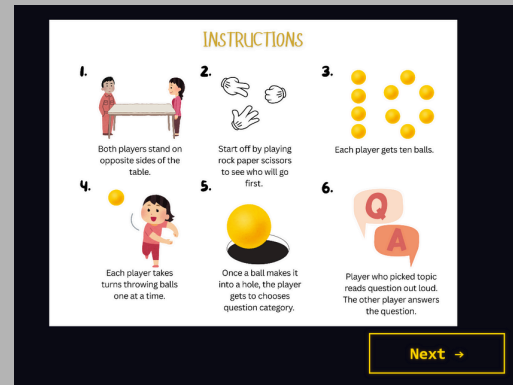 INSTRUCTIONS
1.
Both players stand on
opposite sides of the
table.
2.
Start off by playing
rock paper scissors
to see who will go
first.
3.
10
Each player gets ten balls.
4.
Each player takes
turns throwing balls
one at a time.
5.
Once a ball makes it
into a hole, the player
gets to chooses
question category.
6.
Q
A
Player who picked topic
reads question out loud.
The other player answers
the question.
Next →